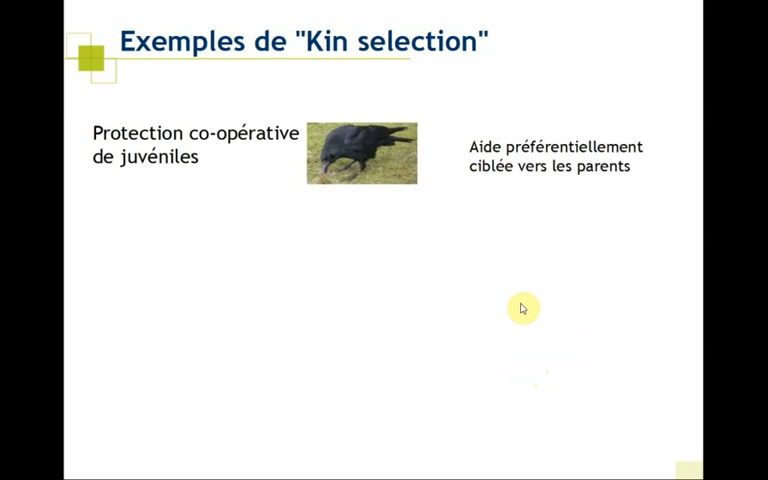 Exemples de "Kin selection"
Protection co-opérative
de juvéniles
Aide préférentiellement
ciblée vers les parents